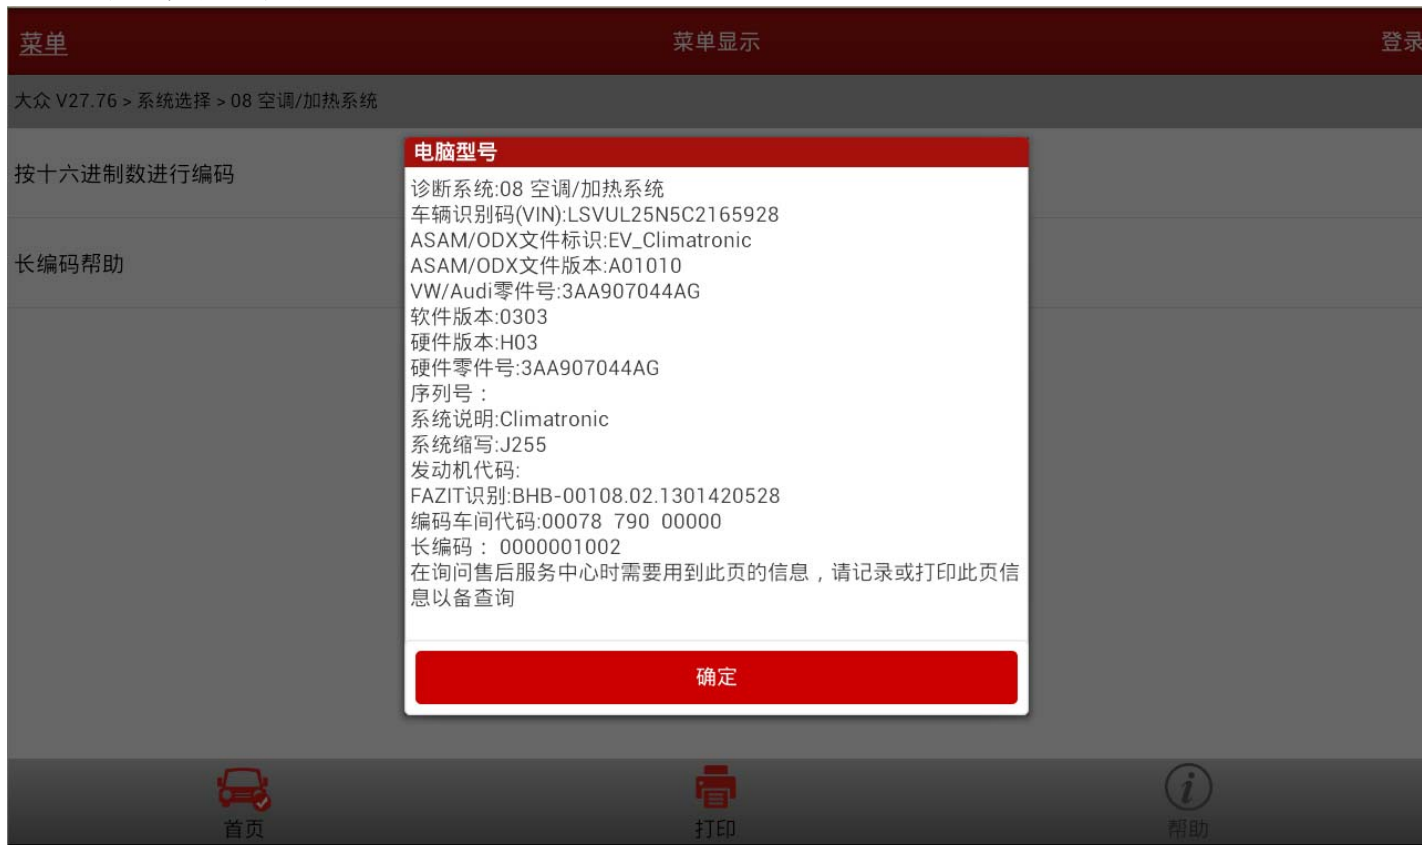 菜单
菜单显示
登录
大众 V27.76 > 系统选择 > 08 空调/加热系统
按十六进制数进行编码
长编码帮助
电脑型号
诊断系统:08 空调/加热系统
车辆识别码(VIN):LSVUL25N5C2165928
ASAM/ODX文件标识:EV_Climatronic
ASAM/ODX文件版本:A01010
VW/Audi零件号:3AA907044AG
软件版本:0303
硬件版本:H03
硬件零件号:3AA907044AG
序列号：
系统说明:Climatronic
系统缩写:J255
发动机代码:
FAZIT识别:BHB-00108.02.1301420528
编码车间代码:00078 790 00000
长编码： 0000001002
在询问售后服务中心时需要用到此页的信息，请记录或打印此页信
息以备查询
确定
首页
打印
帮助